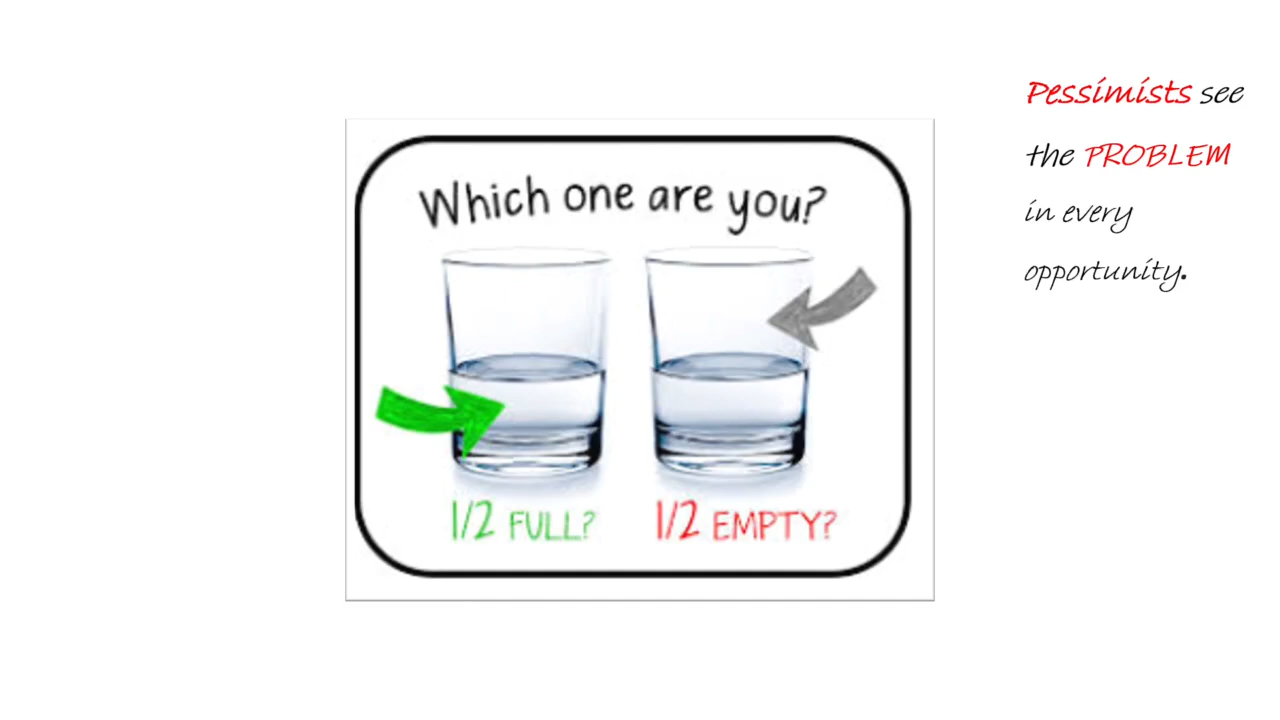 Which one are you?
1/2 FULL?
1/2 EMPTY?
Pessimists see
the PROBLEM
in every
opportunity.